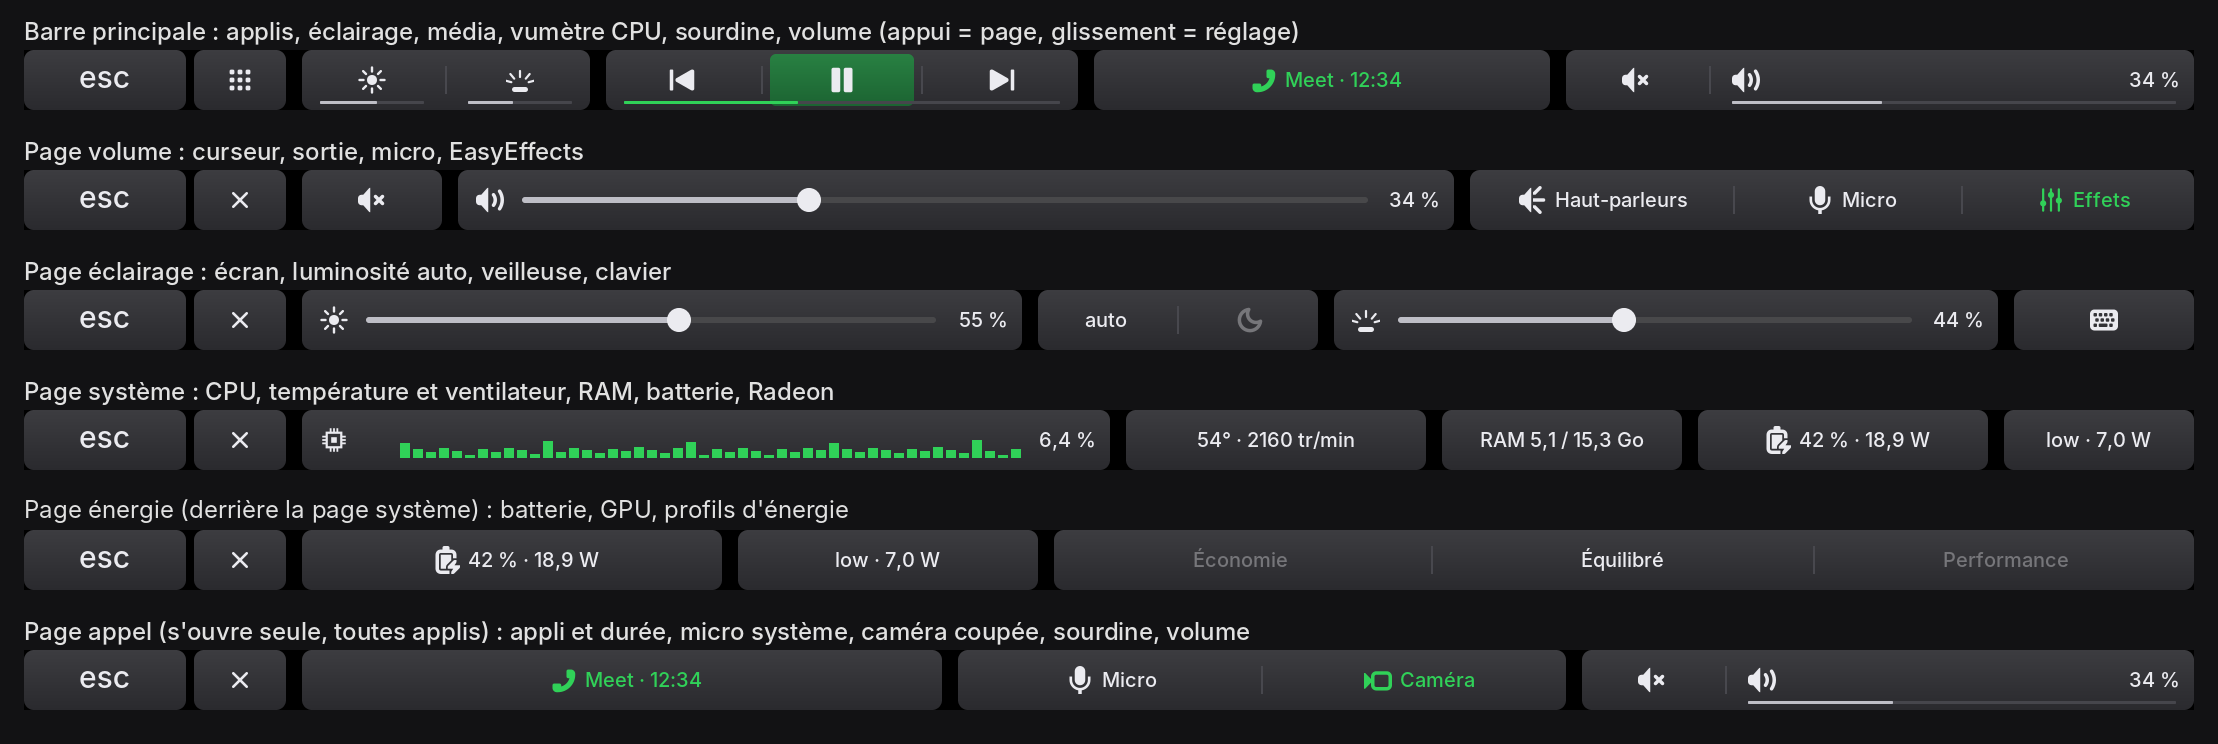 Barre principale : applis, éclairage, média, vumètre CPU, sourdine, volume (appui = page, glissement = réglage)
esc Meet · 12:34 34 %
Page volume : curseur, sortie, micro, EasyEffects
esc 34 % Haut-parleurs Micro Effets
Page éclairage : écran, luminosité auto, veilleuse, clavier
esc 55 % auto 44 %
Page système : CPU, température et ventilateur, RAM, batterie, Radeon
esc 6,4 % 54° · 2160 tr/min RAM 5,1 / 15,3 Go 42 % · 18,9 W low · 7,0 W
Page énergie (derrière la page système) : batterie, GPU, profils d'énergie
esc 42 % · 18,9 W low · 7,0 W Économie Équilibré Performance
Page appel (s'ouvre seule, toutes applis) : appli et durée, micro système, caméra coupée, sourdine, volume
esc Meet · 12:34 Micro Caméra 34 %